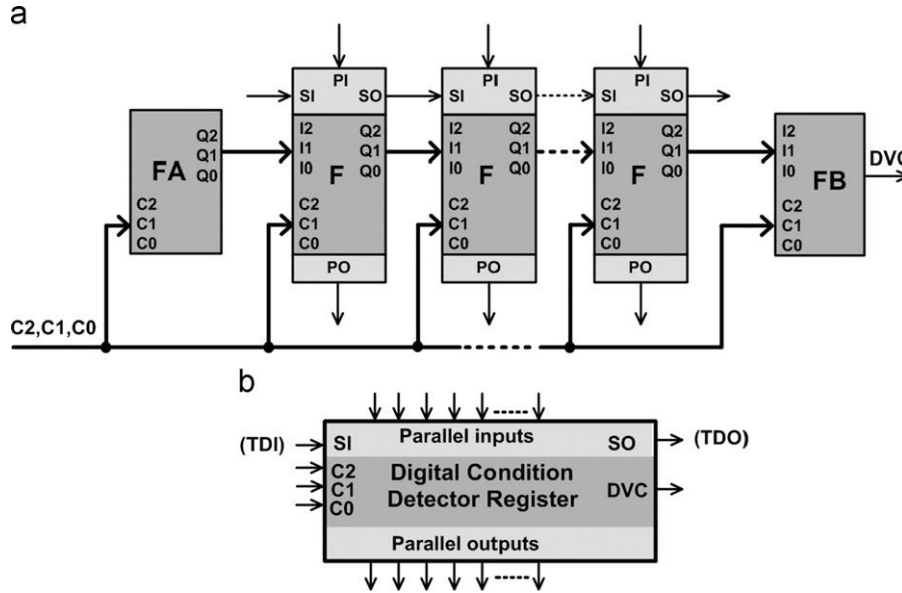 a
PI PI PI
SI SO SI SO SI SO
FA Q2 Q1 Q0 C2 C1 C0
I2 I1 I0 F Q2 Q1 Q0 C2 C1 C0 PO
I2 I1 I0 F Q2 Q1 Q0 C2 C1 C0 PO
I2 I1 I0 F Q2 Q1 Q0 C2 C1 C0 PO
I2 I1 I0 FB C2 C1 C0
DVC
C2,C1,C0
b
(TDI) SI Parallel inputs SO (TDO)
C2 Digital Condition
C1 Detector Register DVC
C0
Parallel outputs